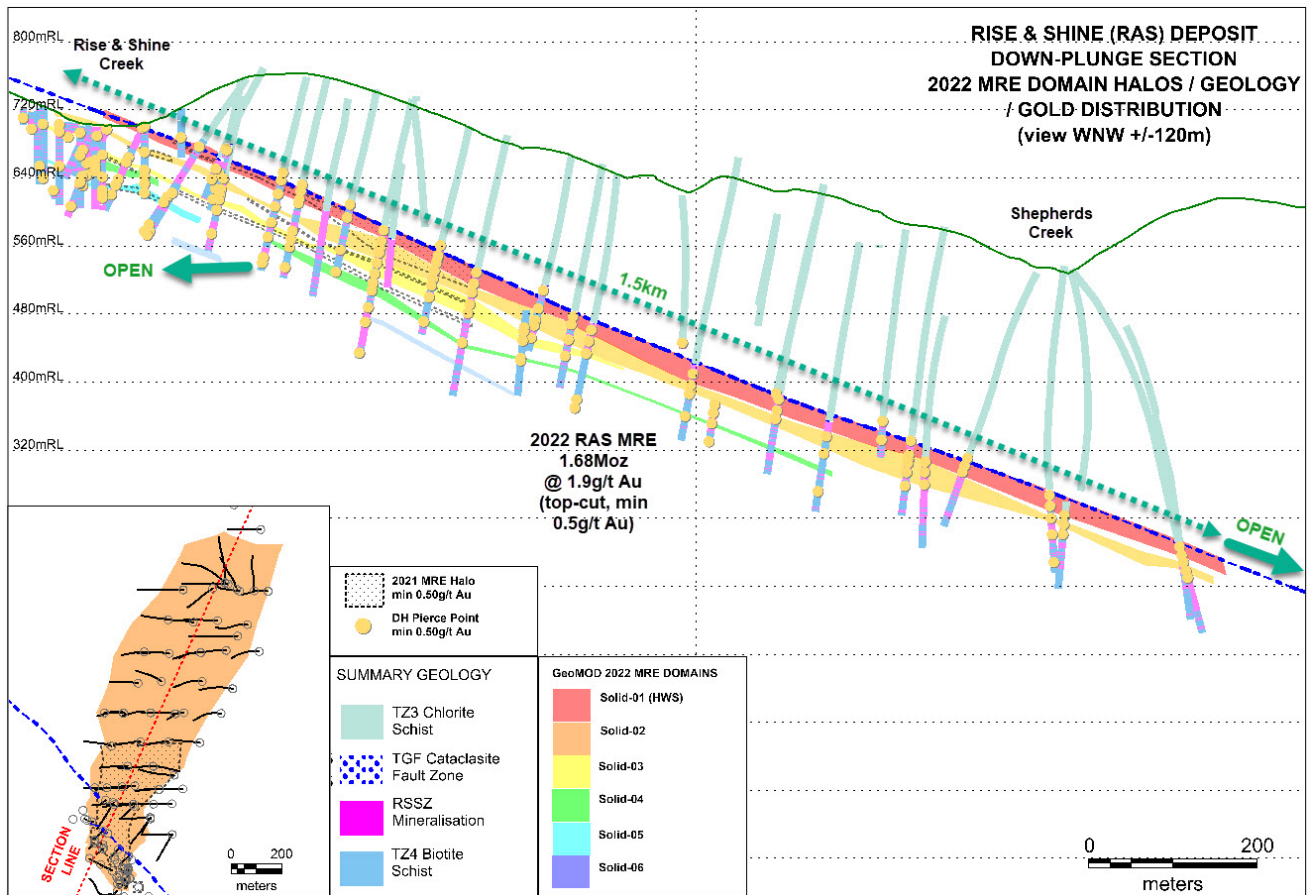 RISE & SHINE (RAS) DEPOSIT
DOWN-PLUNGE SECTION
2022 MRE DOMAIN HALOS / GEOLOGY
/ GOLD DISTRIBUTION
(view WNW +/-120m)
800mRL
Rise & Shine
Creek
720mRL
640mRL
560mRL
OPEN
480mRL
400mRL
320mRL
1.5km
Shepherds
Creek
OPEN
2022 RAS MRE
1.68Moz
@ 1.9g/t Au
(top-cut, min
0.5g/t Au)
SECTION
LINE
0 200
meters
2021 MRE Halo
min 0.50g/t Au
DH Pierce Point
min 0.50g/t Au
SUMMARY GEOLOGY
TZ3 Chlorite
Schist
TGF Cataclasite
Fault Zone
RSSZ
Mineralisation
TZ4 Biotite
Schist
GeoMOD 2022 MRE DOMAINS
Solid-01 (HWS)
Solid-02
Solid-03
Solid-04
Solid-05
Solid-06
0 200
meters